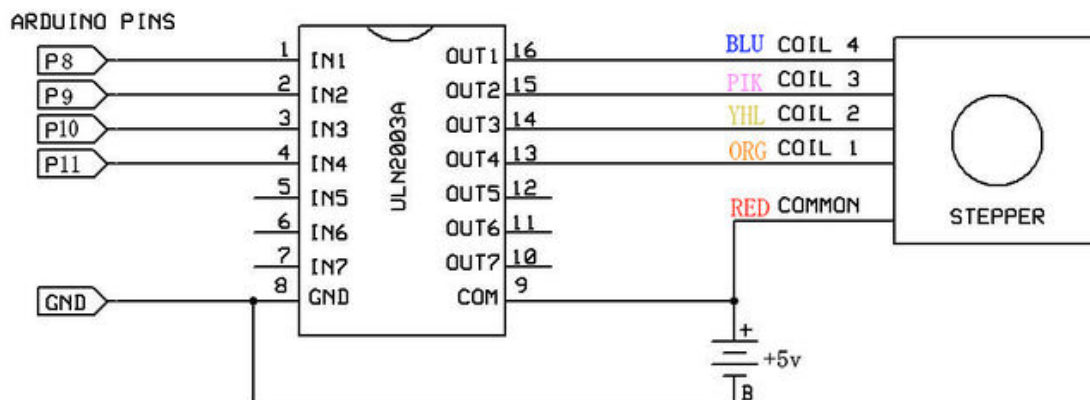 ARDUINO PINS
P8 1 IN1 OUT1 16 BLU COIL 4
P9 2 IN2 OUT2 15 PIK COIL 3
P10 3 IN3 OUT3 14 YHL COIL 2
P11 4 IN4 OUT4 13 ORG COIL 1
ULN2003A
5 IN5 OUT5 12
6 IN6 OUT6 11
7 IN7 OUT7 10
RED COMMON
STEPPER
GND 8 GND COM 9
+
+5v
B